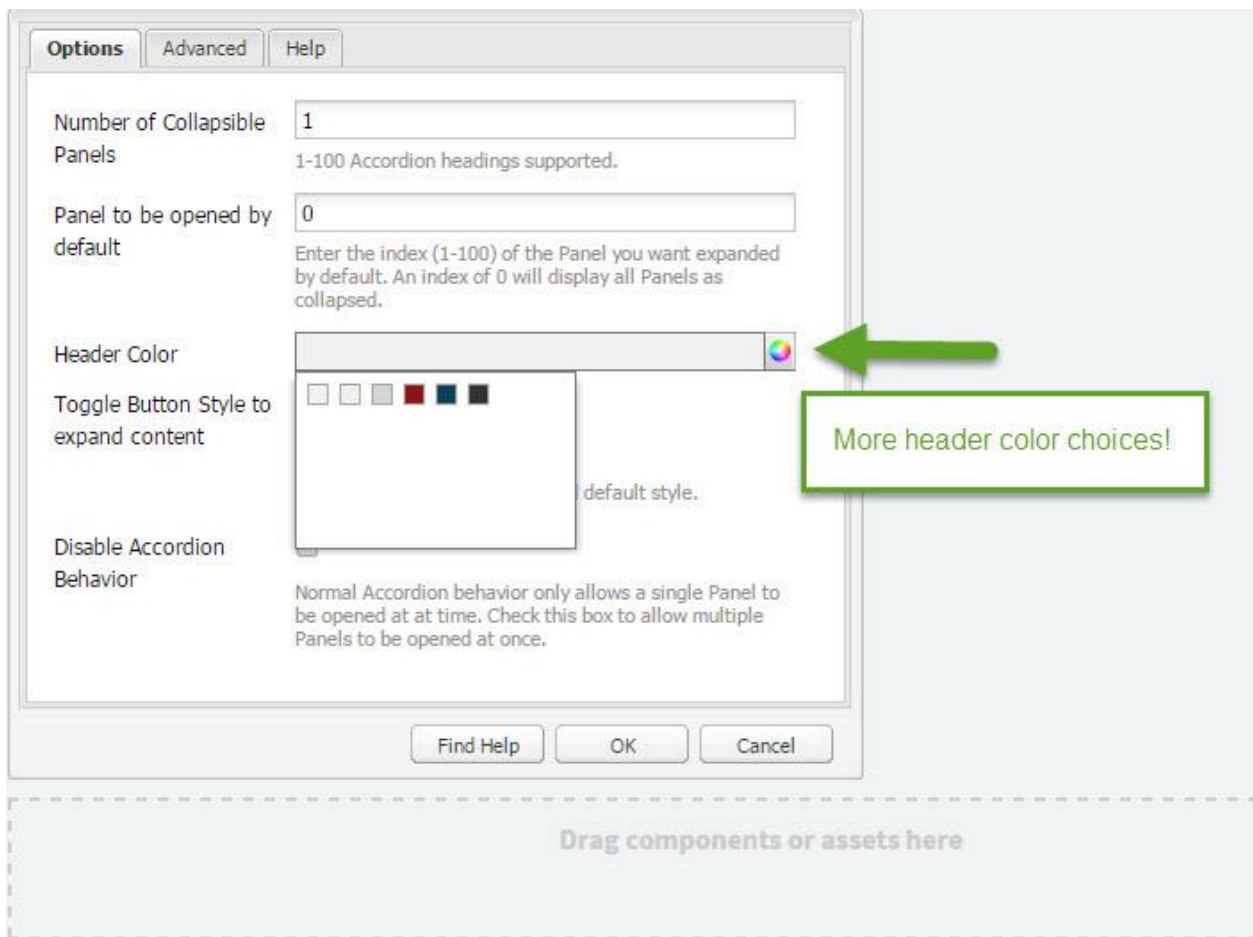 Options Advanced Help
Number of Collapsible
Panels
1
1-100 Accordion headings supported.
Panel to be opened by
default
0
Enter the index (1-100) of the Panel you want expanded
by default. An index of 0 will display all Panels as
collapsed.
Header Color
More header color choices!
Toggle Button Style to
expand content
default style.
Disable Accordion
Behavior
Normal Accordion behavior only allows a single Panel to
be opened at at time. Check this box to allow multiple
Panels to be opened at once.
Find Help OK Cancel
Drag components or assets here